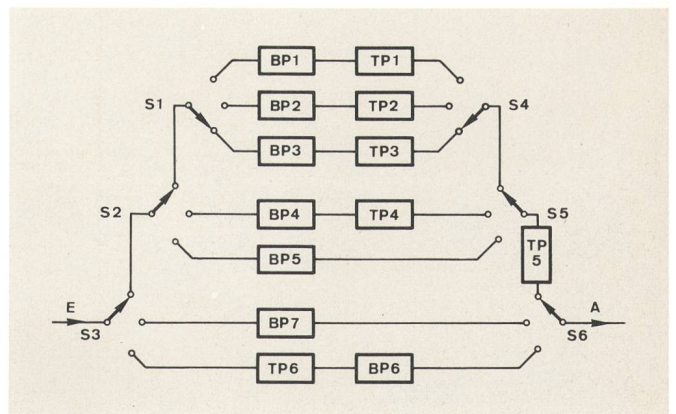 BP1 TP1
S1 BP2 TP2 S4
BP3 TP3
S2 BP4 TP4 S5
BP5 TP
5
E BP7 A
S3 S6
TP6 BP6